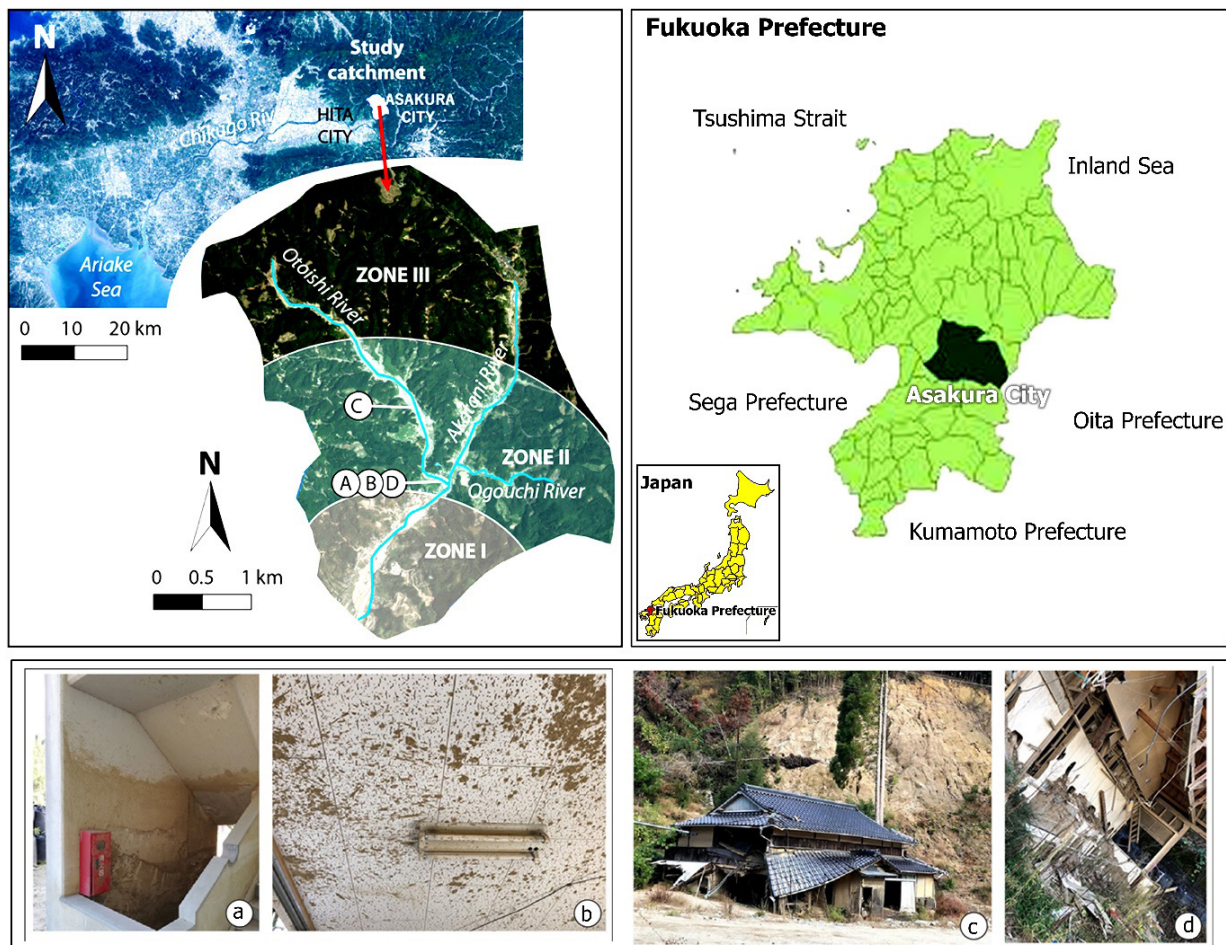 N
Study
catchment
ASAKURA
CITY
HITA
CITY
Chikugo River
Ariake
Sea
0 10 20 km
ZONE III
Otoishi River
Akatani River
C
ZONE II
A B D
Ogouchi River
N
ZONE I
0 0.5 1 km
Fukuoka Prefecture
Tsushima Strait
Inland Sea
Asakura City
Sega Prefecture
Oita Prefecture
Japan
Kumamoto Prefecture
Fukuoka Prefecture
a
b
c
d